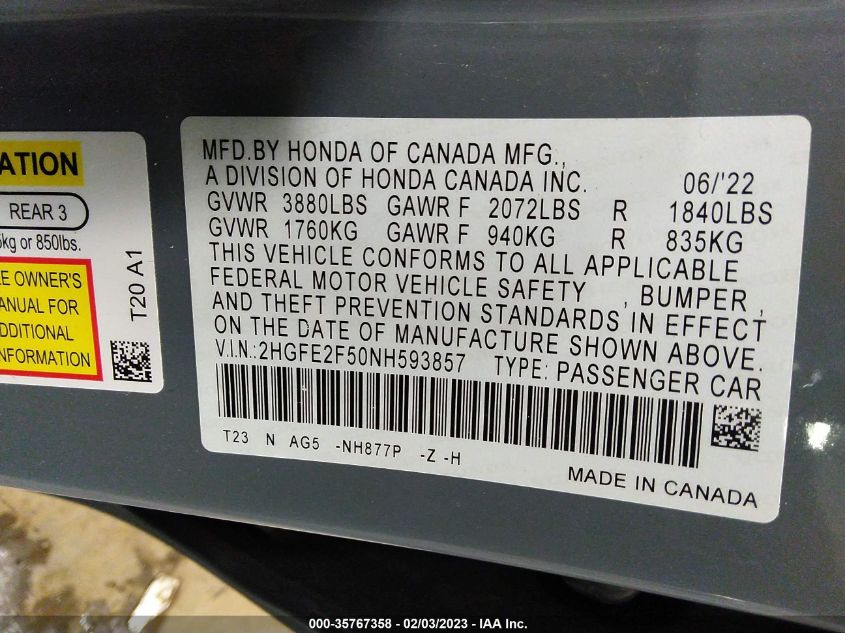 ATION
REAR 3
kg or 850lbs.
E OWNER'S
ANUAL FOR
DDITIONAL
NFORMATION
T20 A1
MFD.BY HONDA OF CANADA MFG.,
A DIVISION OF HONDA CANADA INC. 06/'22
GVWR 3880LBS GAWR F 2072LBS R 1840LBS
GVWR 1760KG GAWR F 940KG R 835KG
THIS VEHICLE CONFORMS TO ALL APPLICABLE
FEDERAL MOTOR VEHICLE SAFETY , BUMPER ,
AND THEFT PREVENTION STANDARDS IN EFFECT
ON THE DATE OF MANUFACTURE SHOWN ABOVE.
V.I.N.:2HGFE2F50NH593857 TYPE: PASSENGER CAR
T23 N AG5 -NH877P -Z -H
MADE IN CANADA
000-35767358 - 02/03/2023 - IAA Inc.